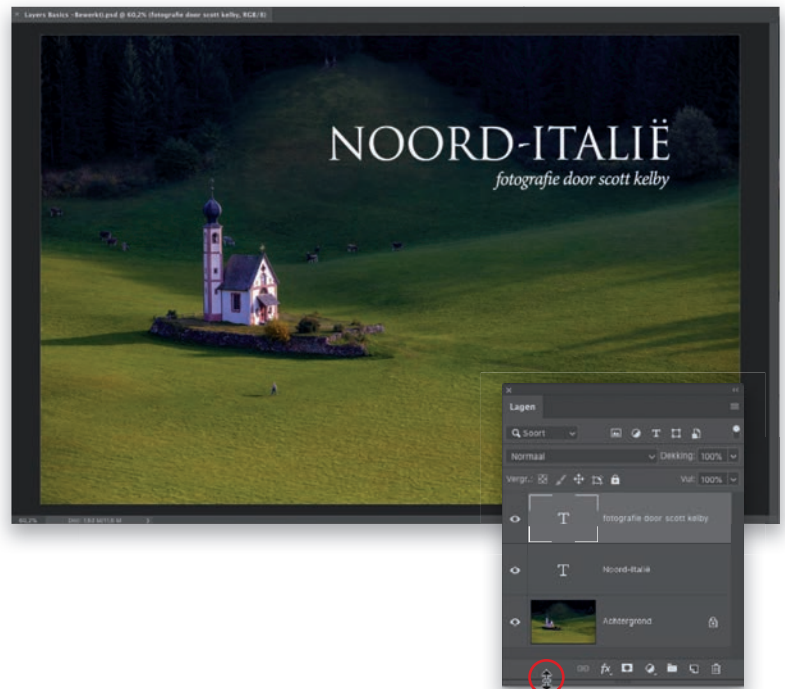 × Layers Basics -Bewerkt).psd @ 60,2% (fotografie door scott kelby, RGB/8)
NOORD-ITALIË
fotografie door scott kelby
60,2%
Lagen
Soort
Normaal
Dekking: 100%
Vergr.:
Vul: 100%
T fotografie door scott kelby
T Noord-Italië
Achtergrond
fx